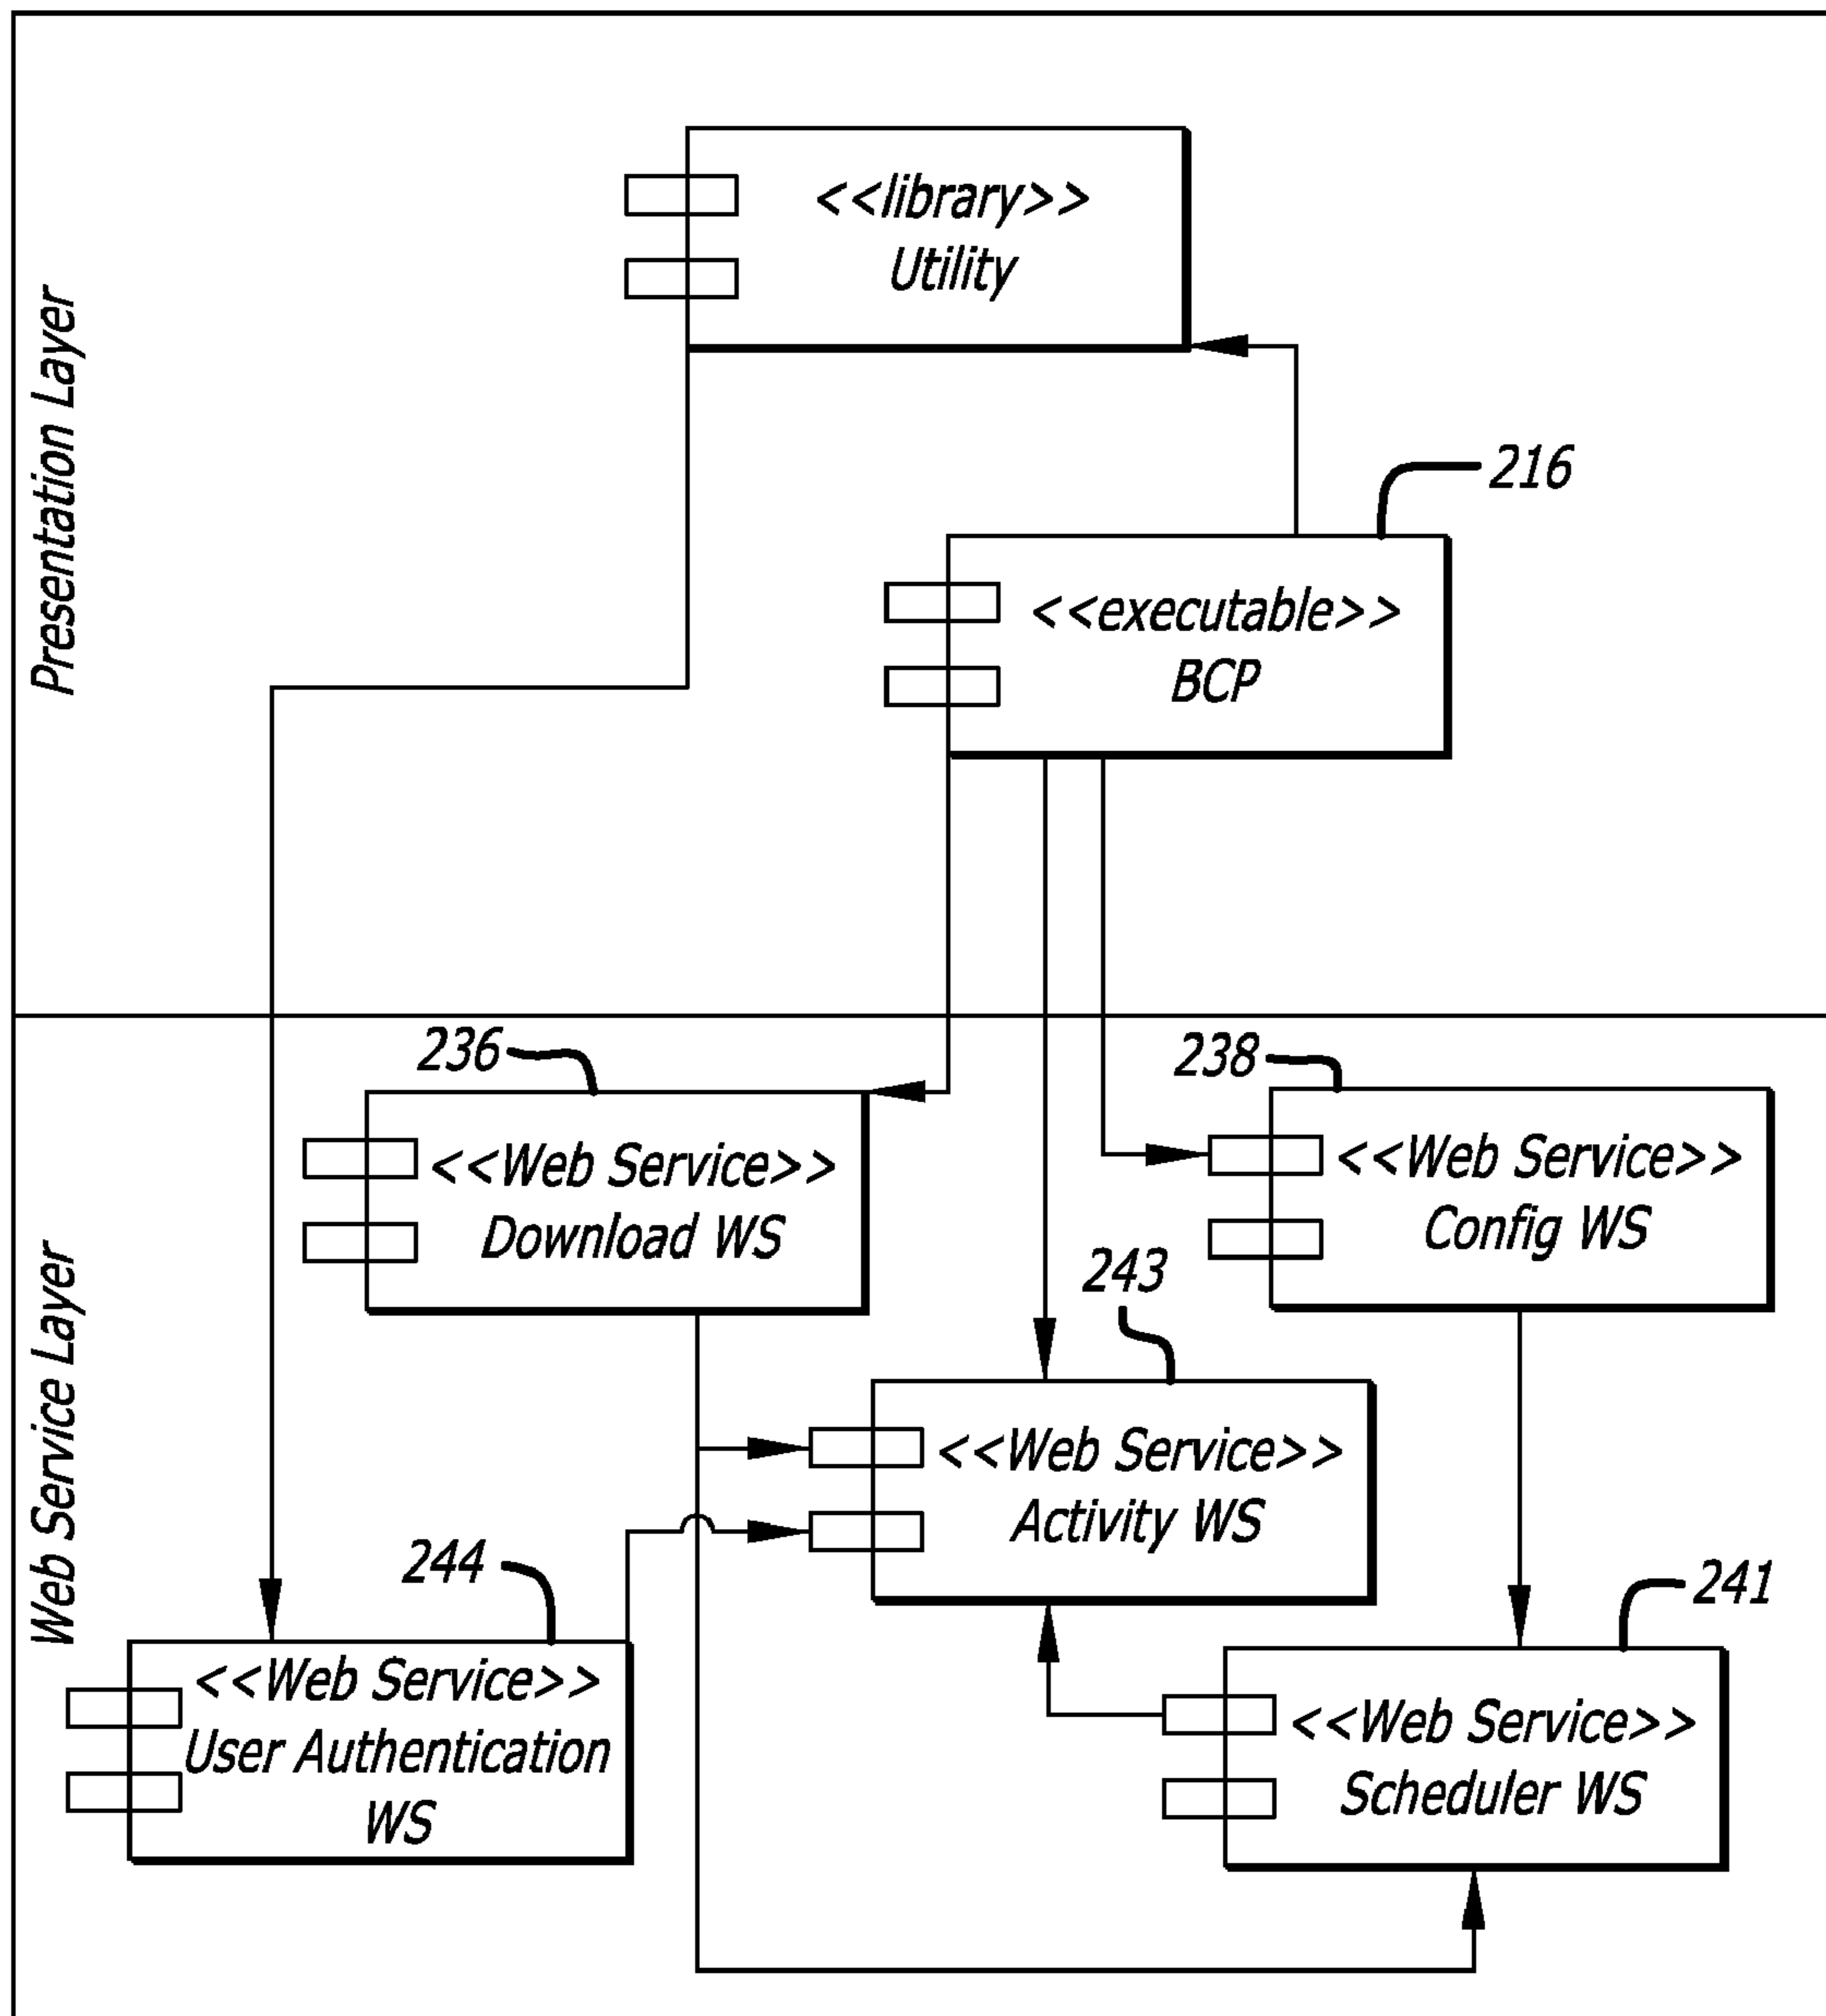 Presentation Layer
<<library>>
Utility
216
<<executable>>
BCP
Web Service Layer
236
<<Web Service>>
Download WS
238
<<Web Service>>
Config WS
243
<<Web Service>>
Activity WS
244
<<Web Service>>
User Authentication
WS
241
<<Web Service>>
Scheduler WS